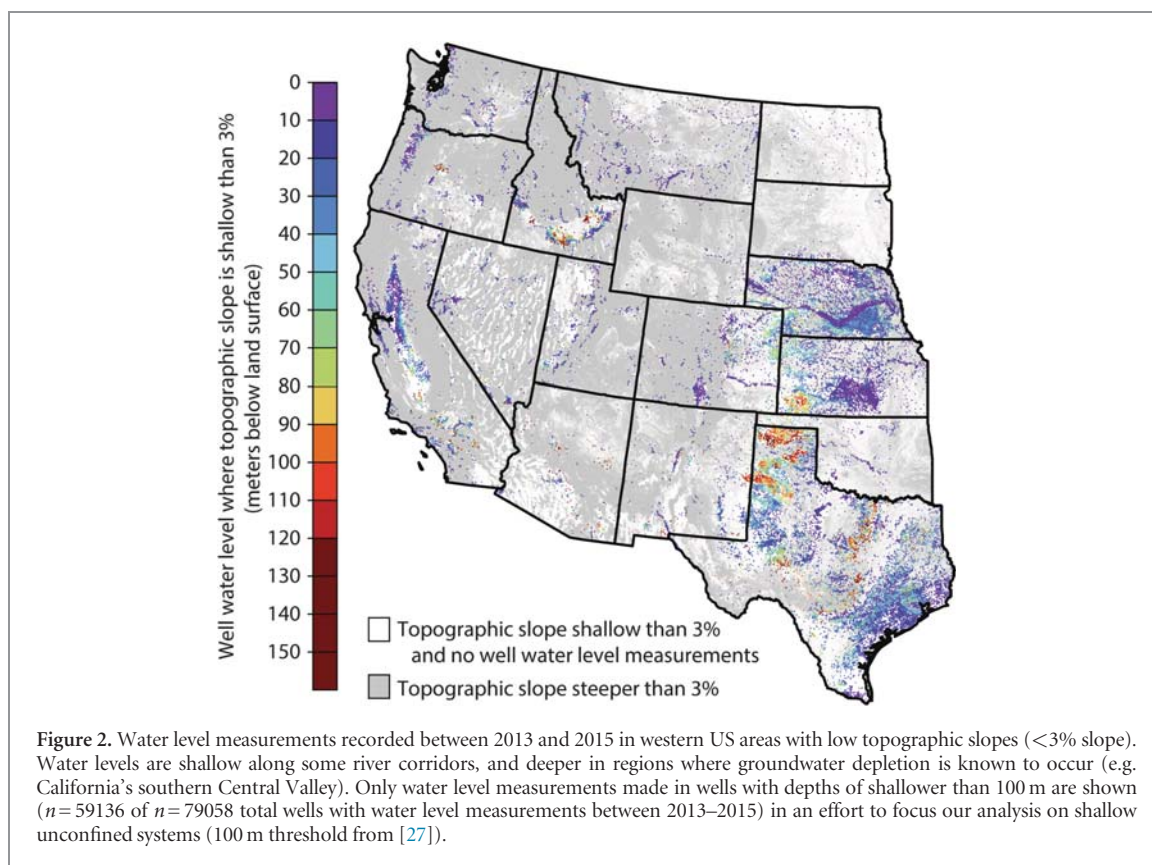 Well water level where topographic slope is shallow than 3%
(meters below land surface)
0
10
20
30
40
50
60
70
80
90
100
110
120
130
140
150
Topographic slope shallow than 3%
and no well water level measurements
Topographic slope steeper than 3%
Figure 2. Water level measurements recorded between 2013 and 2015 in western US areas with low topographic slopes (<3% slope).
Water levels are shallow along some river corridors, and deeper in regions where groundwater depletion is known to occur (e.g.
California's southern Central Valley). Only water level measurements made in wells with depths of shallower than 100 m are shown
(n = 59136 of n = 79058 total wells with water level measurements between 2013–2015) in an effort to focus our analysis on shallow
unconfined systems (100 m threshold from [27]).